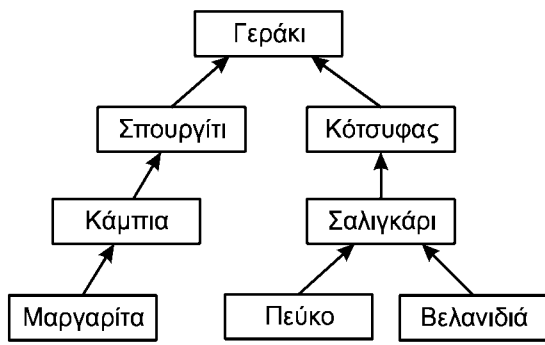 Γεράκι
Σπουργίτι
Κότσυφας
Κάμπια
Σαλιγκάρι
Μαργαρίτα
Πεύκο
Βελανιδιά